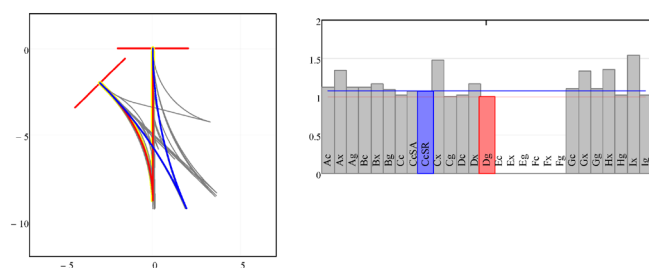 0
− 5
− 10
− 5
0
5
2
1.5
1
0.5
0
Ac
Ax
Ag
Bc
Bx
Bg
Cc
CcSA
CcSR
Cx
Cg
Dc
Dx
Dg
Ec
Ex
Eg
Fc
Fx
Fg
Gc
Gx
Gg
Hx
Hg
Ix
Ig